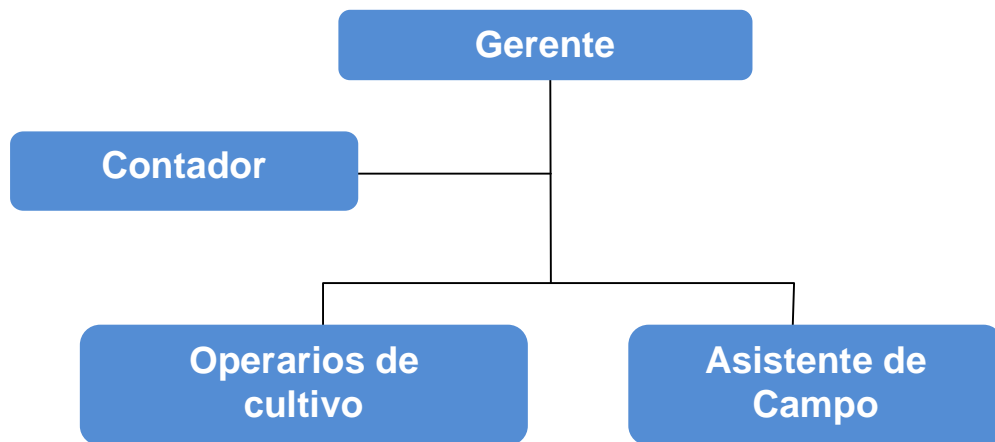 Gerente
Contador
Operarios de
cultivo
Asistente de
Campo